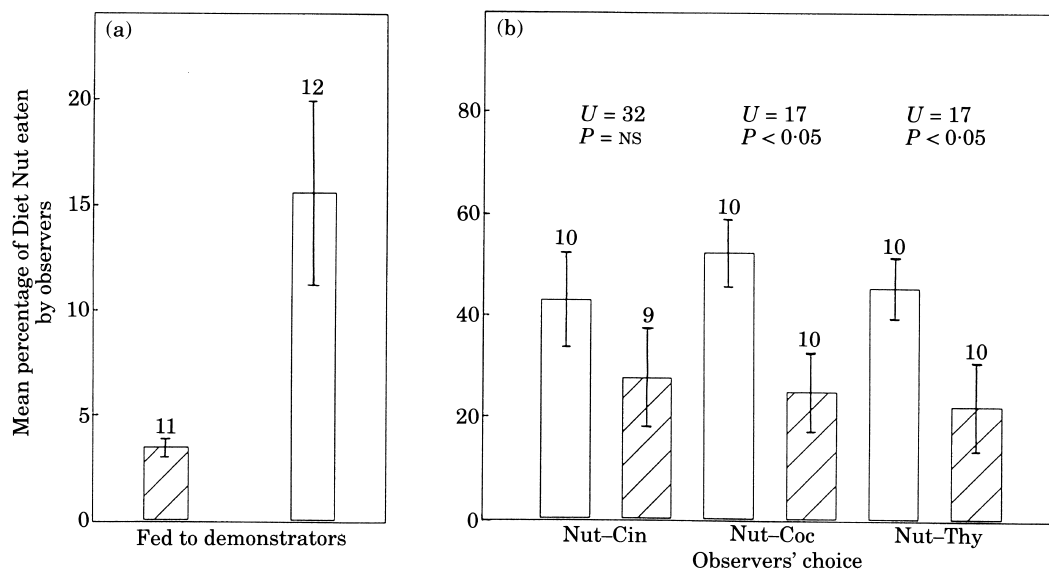 (a)
Mean percentage of Diet Nut eaten
by observers
20
15
10
5
0
11
12
Fed to demonstrators
(b)
80
60
40
20
0
U = 32
P = NS
U = 17
P < 0·05
U = 17
P < 0·05
10
9
10
10
10
10
Nut–Cin
Nut–Coc
Nut–Thy
Observers' choice